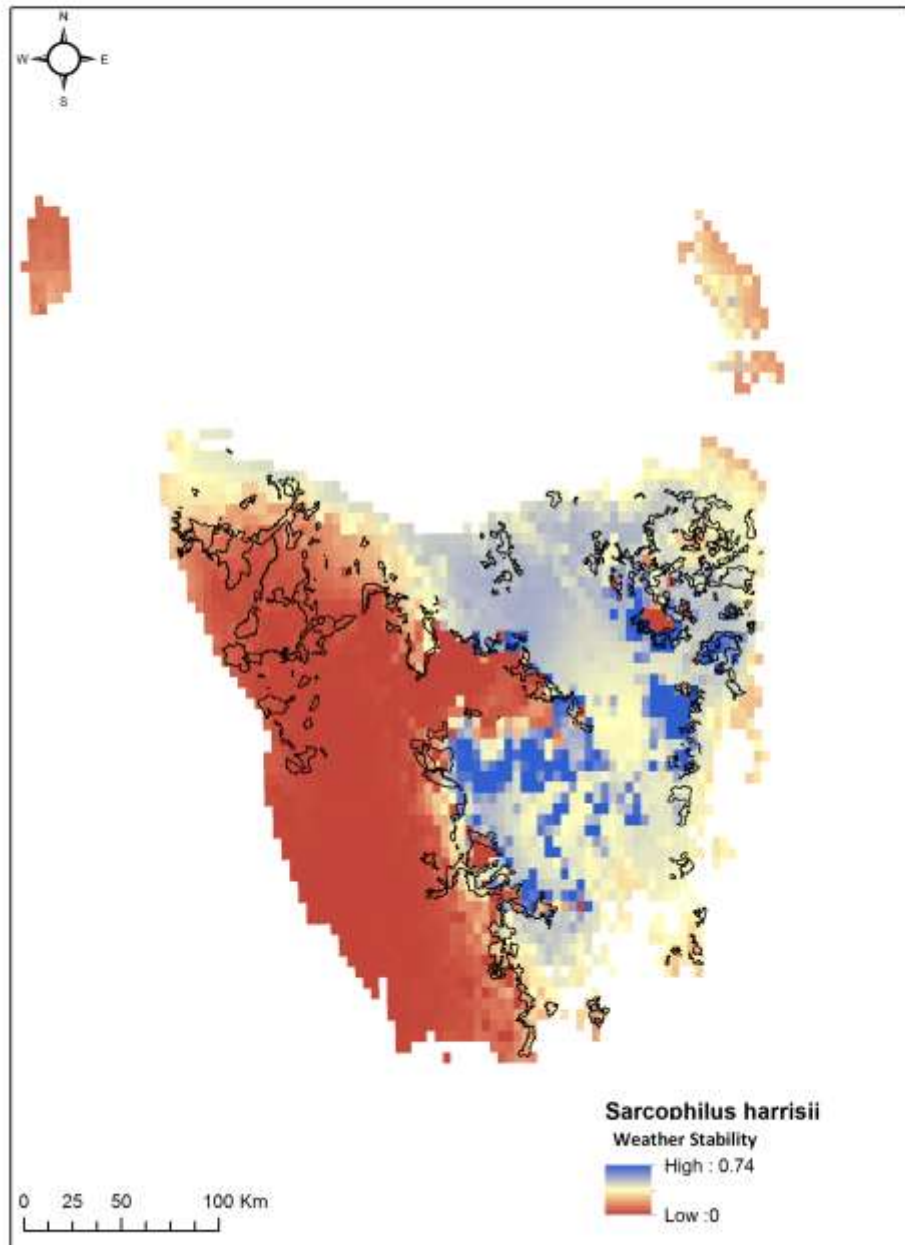 N
W E
S
Sarcophilus harrisii
Weather Stability
High : 0.74
Low :0
0 25 50 100 Km